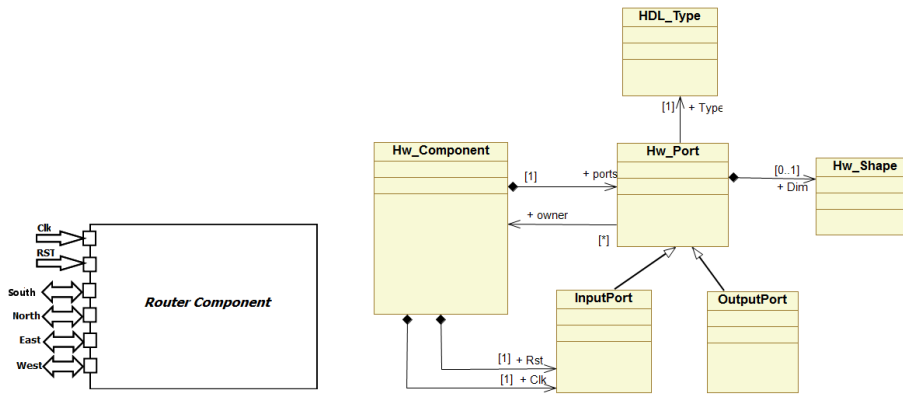 Clk
RST
South
North
East
West
Router Component
HDL_Type
[1]
+ Type
Hw_Component
Hw_Port
Hw_Shape
[1]
+ ports
[0..1]
+ Dim
+ owner
[*]
InputPort
OutputPort
[1] + Rst
[1] + Clk